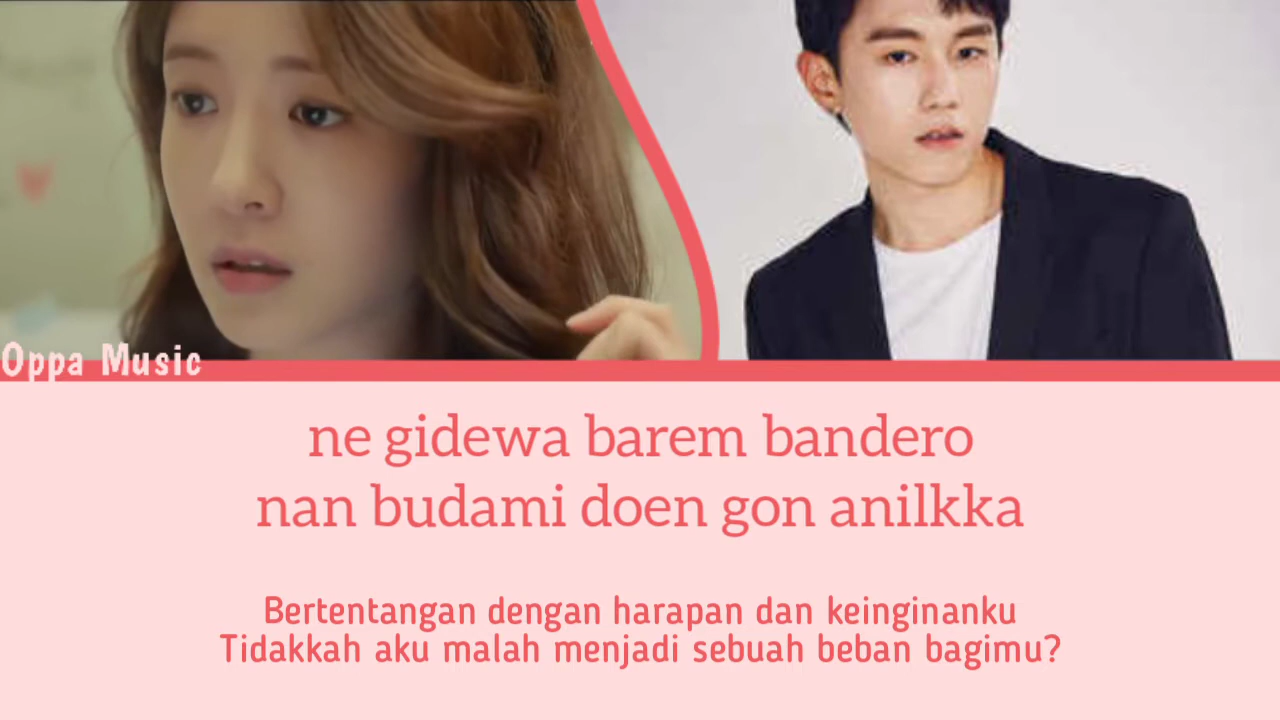 Oppa Music
ne gidewa barem bandero
nan budami doen gon anilkka
Bertentangan dengan harapan dan keinginanku
Tidakkah aku malah menjadi sebuah beban bagimu?